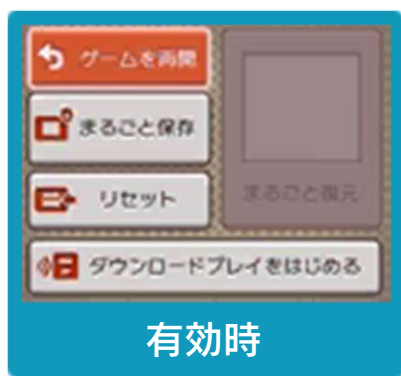 ゲームを再開
まるごと保存
リセット
まるごと復元
ダウンロードプレイをはじめる
有効時